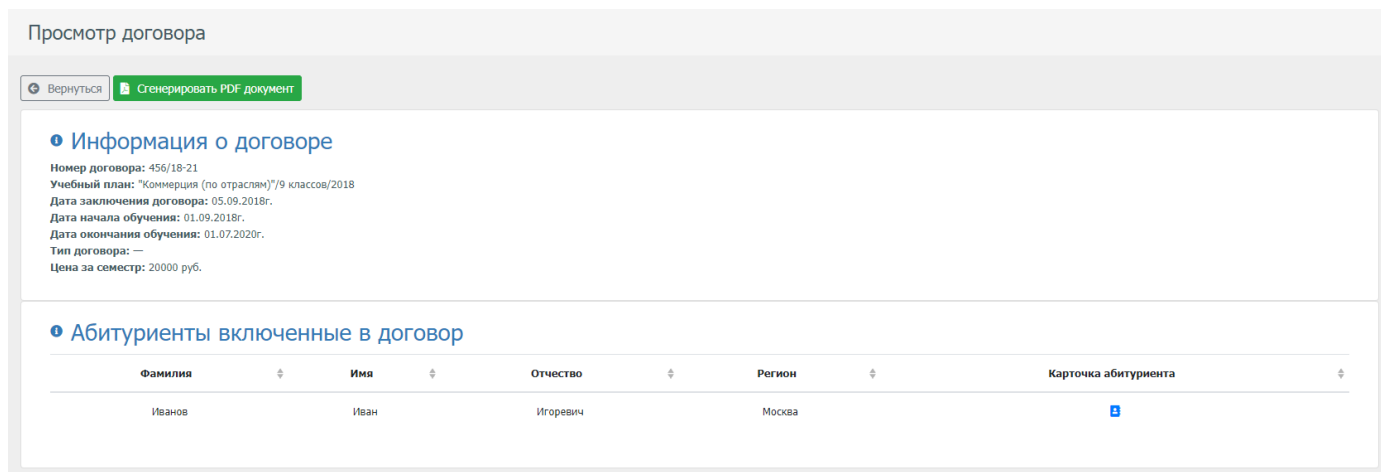 Просмотр договора
Вернуться Сгенерировать PDF документ
Информация о договоре
Номер договора: 456/18-21
Учебный план: "Коммерция (по отраслям)"/9 классов/2018
Дата заключения договора: 05.09.2018г.
Дата начала обучения: 01.09.2018г.
Дата окончания обучения: 01.07.2020г.
Тип договора: —
Цена за семестр: 20000 руб.
Абитуриенты включенные в договор
Фамилия Имя Отчество Регион Карточка абитуриента
Иванов Иван Игоревич Москва